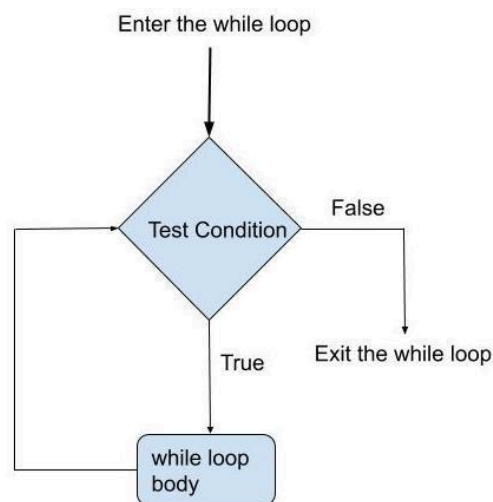 Enter the while loop
Test Condition
False
True
Exit the while loop
while loop
body